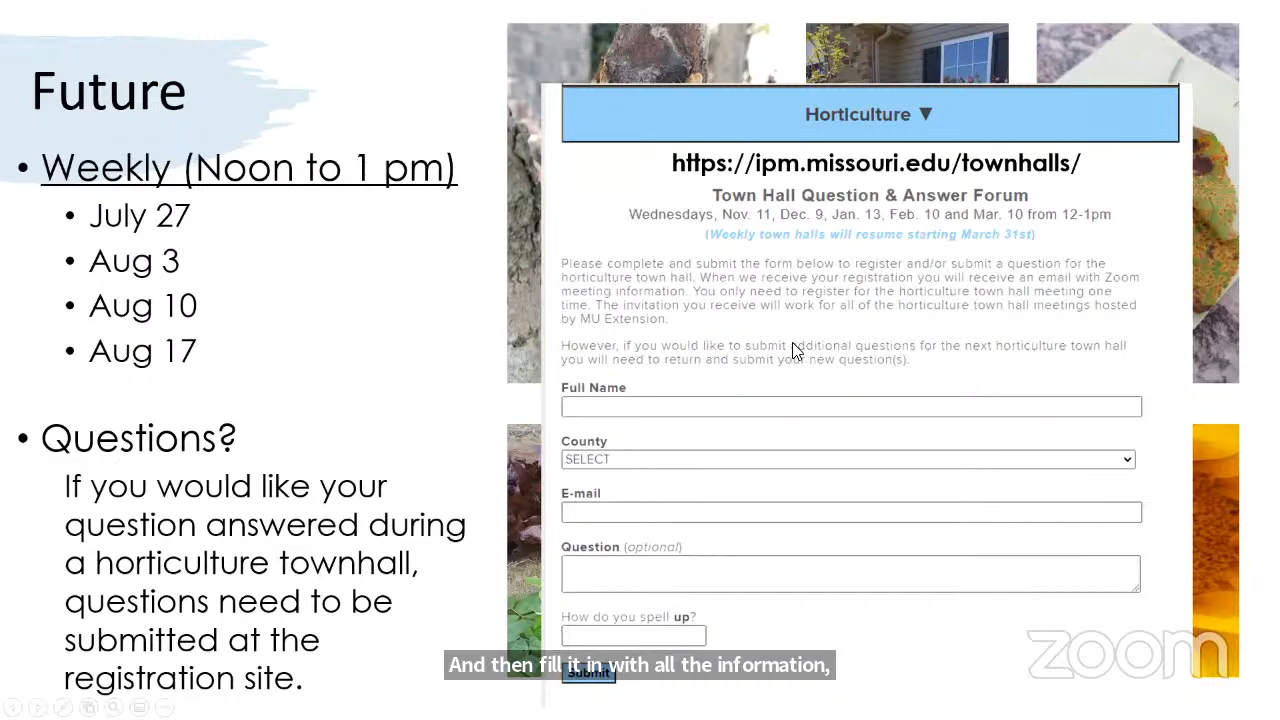 Future
• Weekly (Noon to 1 pm)
• July 27
• Aug 3
• Aug 10
• Aug 17
• Questions?
If you would like your
question answered during
a horticulture townhall,
questions need to be
submitted at the
registration site.
Horticulture ▼
https://ipm.missouri.edu/townhalls/
Town Hall Question & Answer Forum
Wednesdays, Nov. 11, Dec. 9, Jan. 13, Feb. 10 and Mar. 10 from 12-1pm
(Weekly town halls will resume starting March 31st)
Please complete and submit the form below to register and/or submit a question for the
horticulture town hall. When we receive your registration you will receive an email with Zoom
meeting information. You only need to register for the horticulture town hall meeting one
time. The invitation you receive will work for all of the horticulture town hall meetings hosted
by MU Extension.
However, if you would like to submit additional questions for the next horticulture town hall
you will need to return and submit your new question(s).
Full Name
County
SELECT
E-mail
Question (optional)
How do you spell up?
Submit
And then fill it in with all the information,
zoom